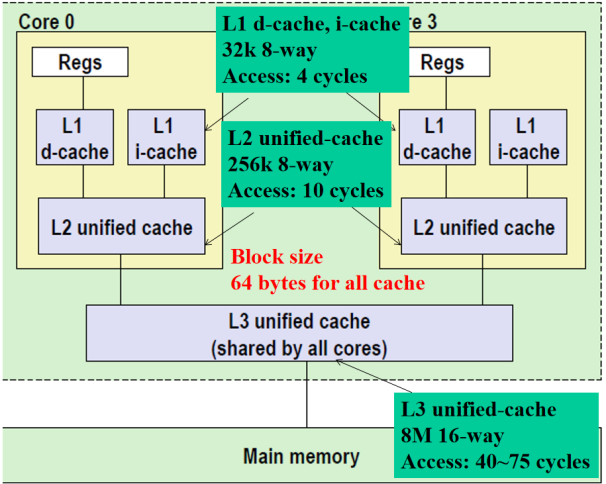 Core 0
L1 d-cache, i-cache
32k 8-way
Access: 4 cycles
re 3
Regs
Regs
L1
d-cache
L1
i-cache
L1
d-cache
L1
i-cache
L2 unified-cache
256k 8-way
Access: 10 cycles
L2 unified cache
L2 unified cache
Block size
64 bytes for all cache
L3 unified cache
(shared by all cores)
L3 unified-cache
8M 16-way
Access: 40~75 cycles
Main memory